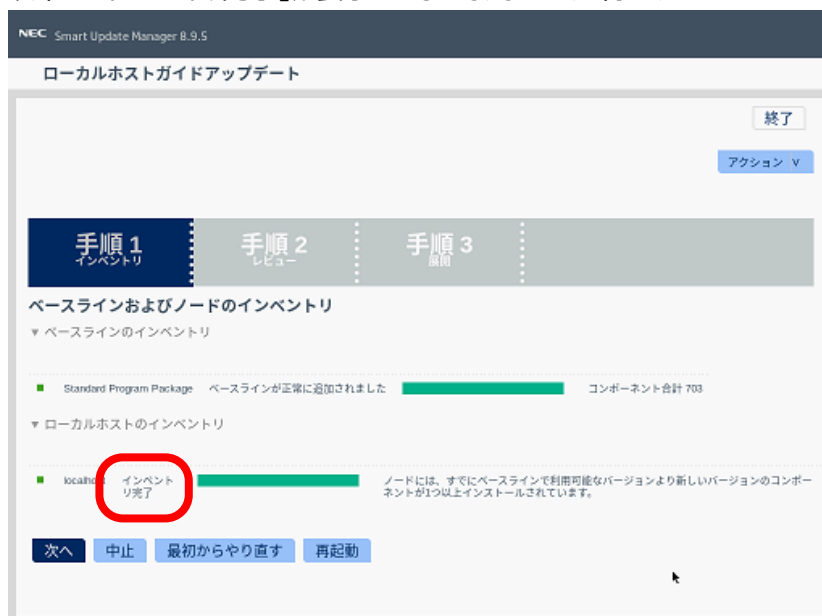 NEC Smart Update Manager 8.9.5
ローカルホストガイドアップデート
終了
アクション ∨
手順 1
インベントリ
手順 2
レビュー
手順 3
展開
ベースラインおよびノードのインベントリ
▼ ベースラインのインベントリ
Standard Program Package ベースラインが正常に追加されました コンポーネント合計 703
▼ ローカルホストのインベントリ
localhost インベント
リ完了
ノードには、すでにベースラインで利用可能なバージョンより新しいバージョンのコンポー
ネントが1つ以上インストールされています。
次へ 中止 最初からやり直す 再起動